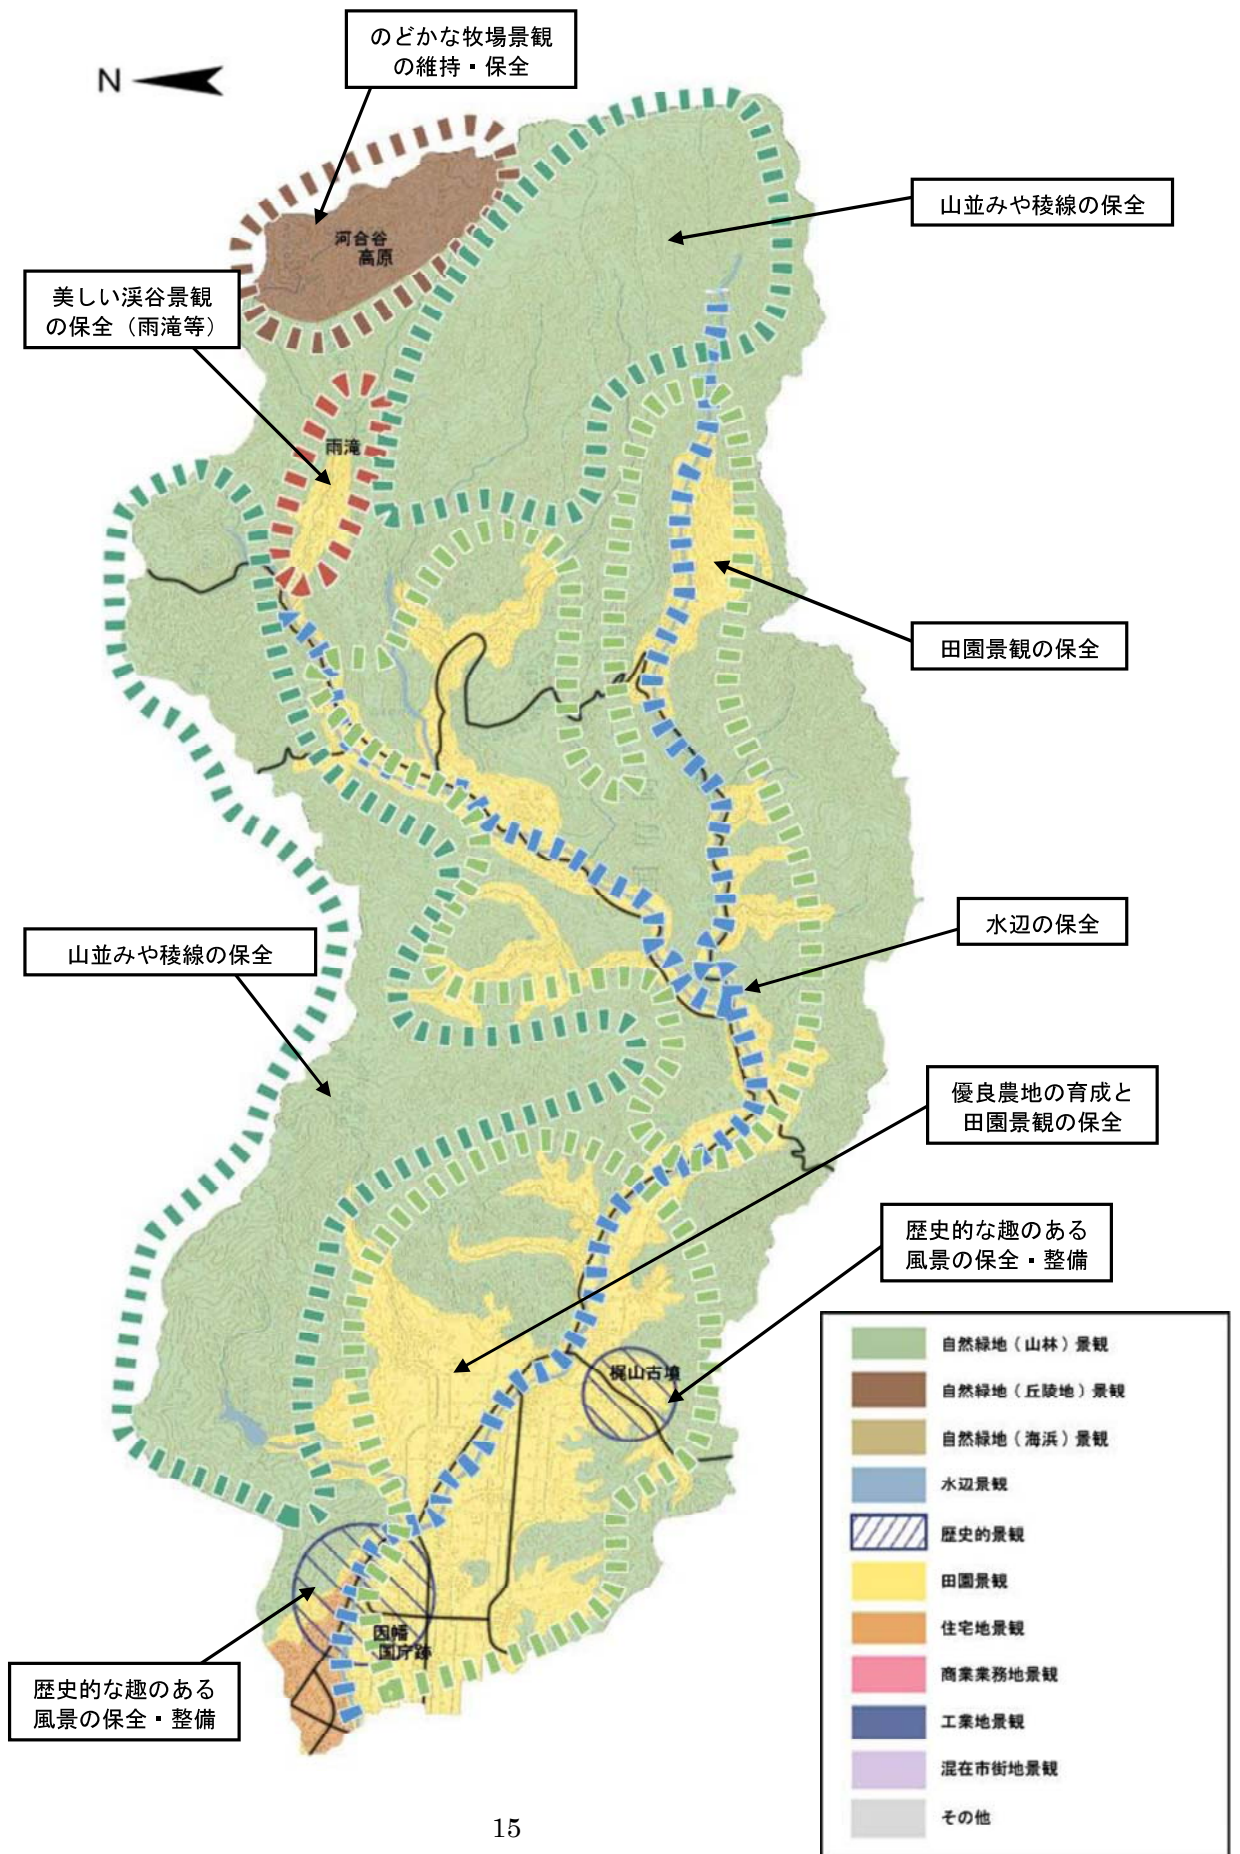 のどかな牧場景観
の維持・保全
N
山並みや稜線の保全
河合谷
高原
美しい渓谷景観
の保全（雨滝等）
雨滝
田園景観の保全
水辺の保全
山並みや稜線の保全
優良農地の育成と
田園景観の保全
歴史的な趣のある
風景の保全・整備
梶山古墳
因幡
国庁跡
歴史的な趣のある
風景の保全・整備
自然緑地（山林）景観
自然緑地（丘陵地）景観
自然緑地（海浜）景観
水辺景観
歴史的景観
田園景観
住宅地景観
商業業務地景観
工業地景観
混在市街地景観
その他
15